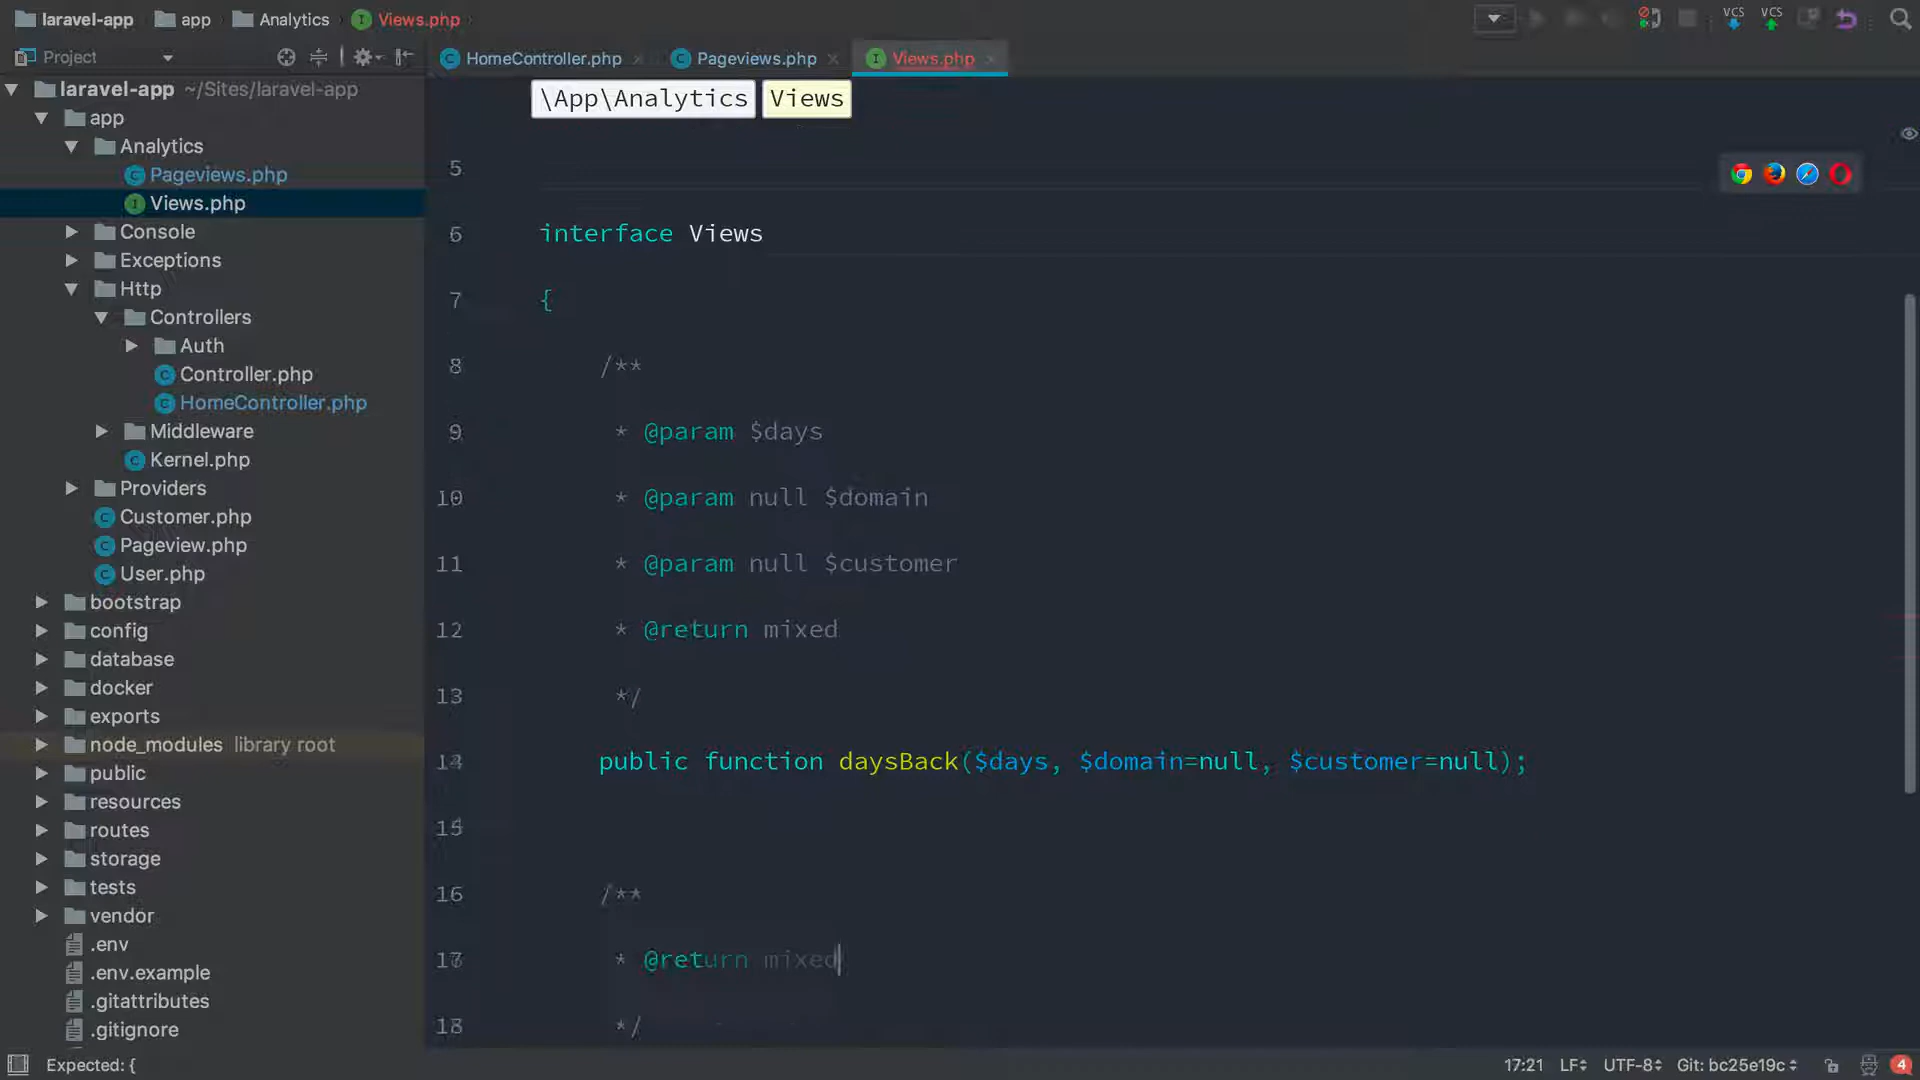 laravel-app app Analytics Views.php
VCS VCS
Project
HomeController.php Pageviews.php Views.php
\App\Analytics Views
laravel-app ~/Sites/laravel-app
app
Analytics
Pageviews.php
Views.php
Console
Exceptions
Http
Controllers
Auth
Controller.php
HomeController.php
Middleware
Kernel.php
Providers
Customer.php
Pageview.php
User.php
bootstrap
config
database
docker
exports
node_modules library root
public
resources
routes
storage
tests
vendor
.env
.env.example
.gitattributes
.gitignore
5
6 interface Views
7 {
8 /**
9 * @param $days
10 * @param null $domain
11 * @param null $customer
12 * @return mixed
13 */
14 public function daysBack($days, $domain=null, $customer=null);
15
16 /**
17 * @return mixed
18 */
Expected: {
17:21 LF UTF-8 Git: bc25e19c 4